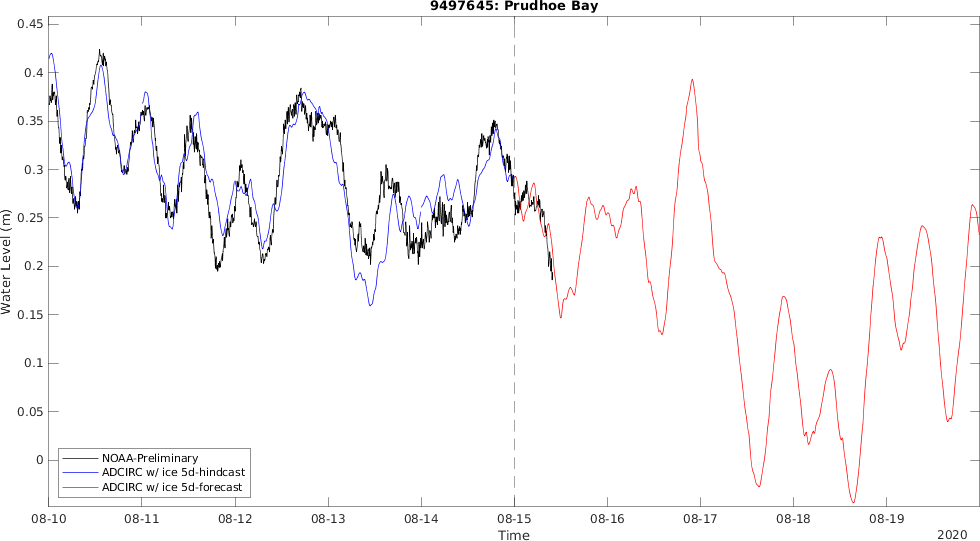 9497645: Prudhoe Bay
0.45
0.4
0.35
0.3
0.25
0.2
0.15
0.1
0.05
0
Water Level (m)
NOAA-Preliminary
ADCIRC w/ ice 5d-hindcast
ADCIRC w/ ice 5d-forecast
08-10 08-11 08-12 08-13 08-14 08-15 08-16 08-17 08-18 08-19
Time
2020